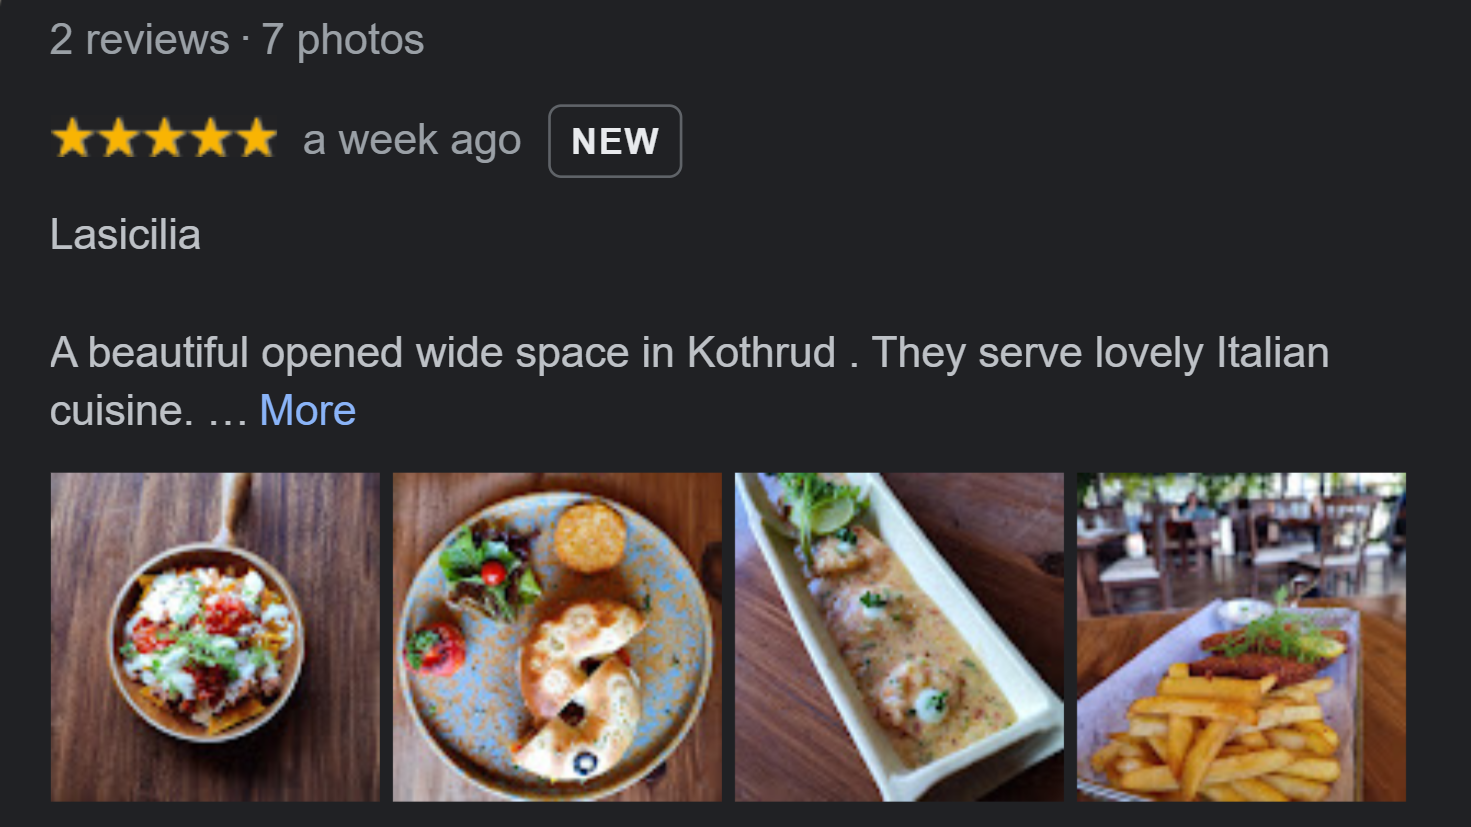 2 reviews · 7 photos
a week ago NEW
Lasicilia
A beautiful opened wide space in Kothrud . They serve lovely Italian
cuisine. … More